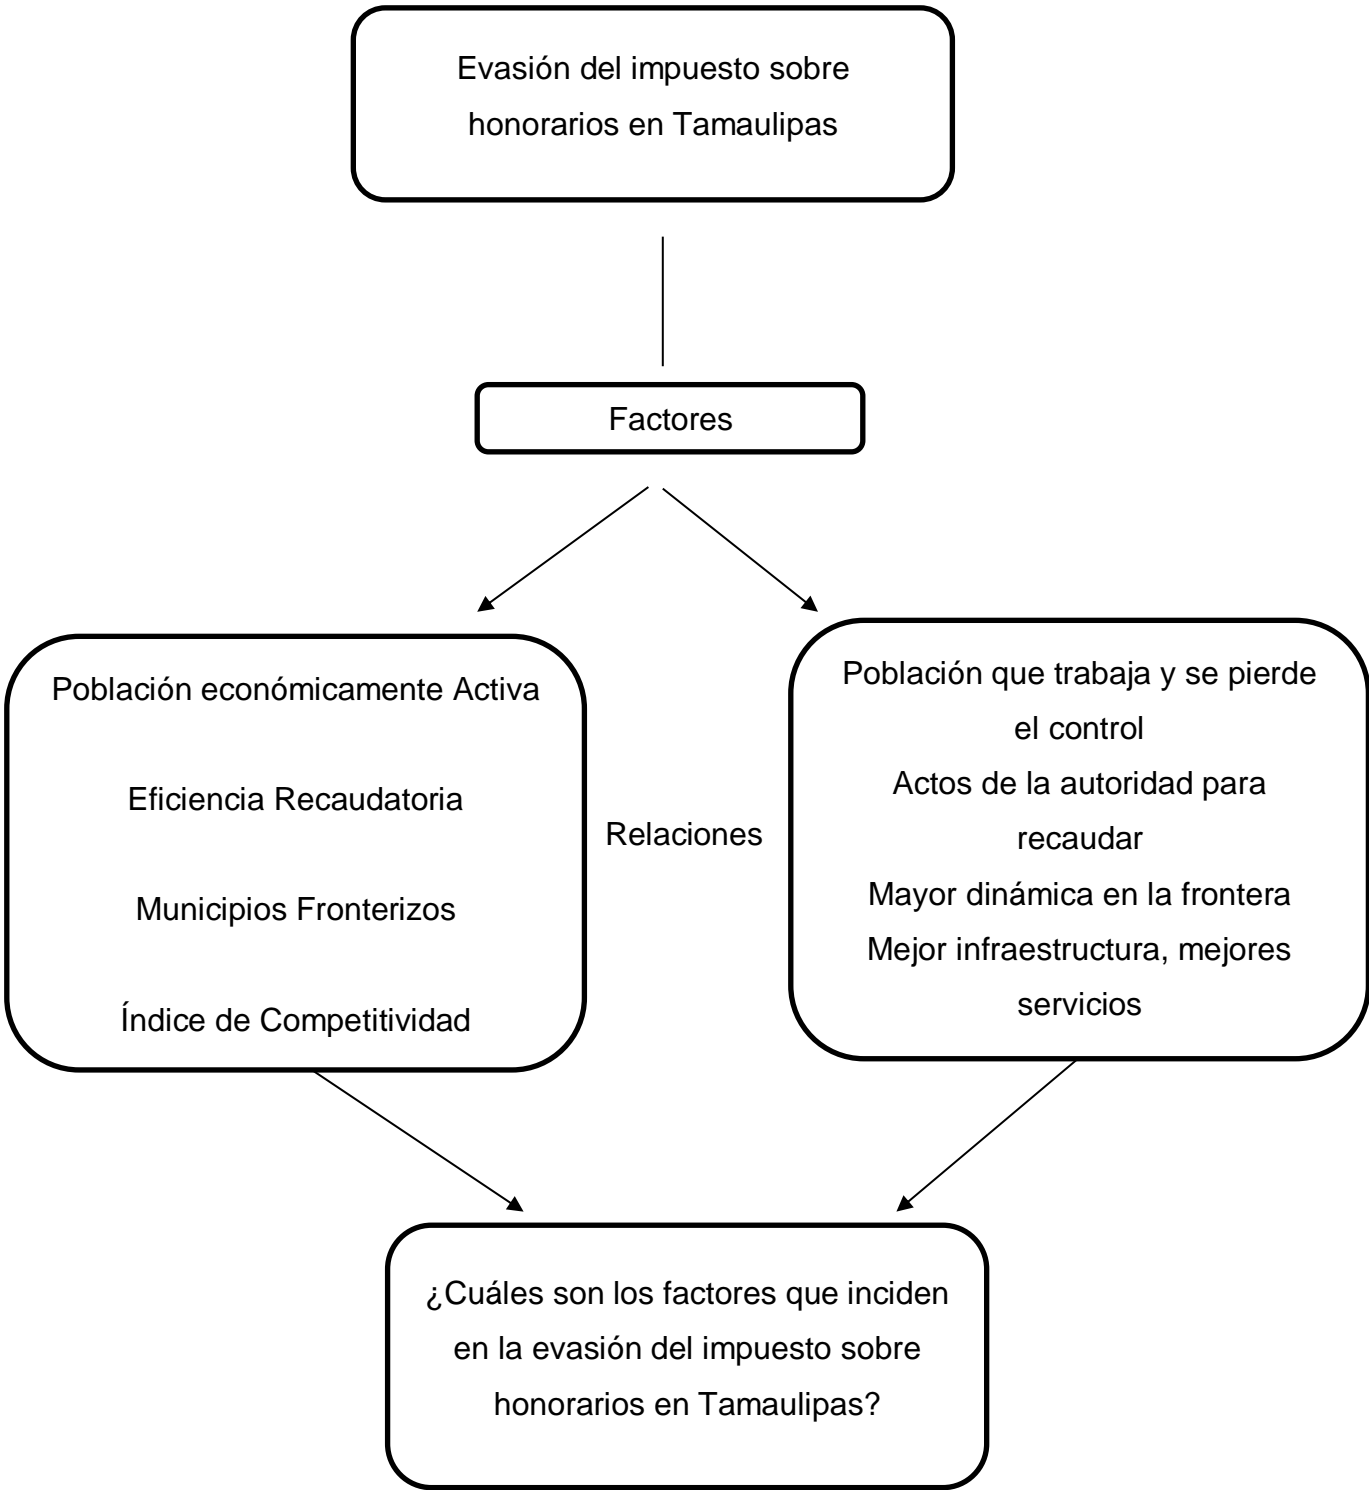 Evasión del impuesto sobre
honorarios en Tamaulipas
Factores
Población económicamente Activa
Eficiencia Recaudatoria
Municipios Fronterizos
Índice de Competitividad
Relaciones
Población que trabaja y se pierde
el control
Actos de la autoridad para
recaudar
Mayor dinámica en la frontera
Mejor infraestructura, mejores
servicios
¿Cuáles son los factores que inciden
en la evasión del impuesto sobre
honorarios en Tamaulipas?